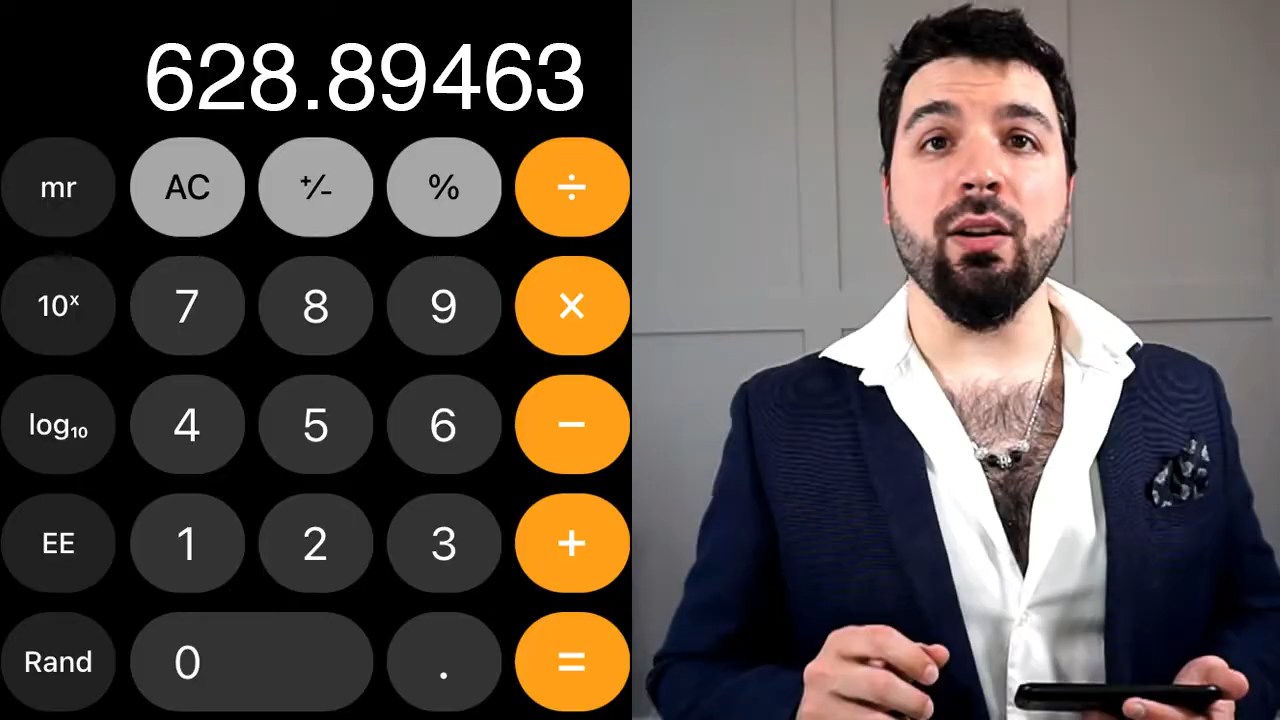 628.89463
mr AC +/− % ÷
10ˣ 7 8 9 ×
log₁₀ 4 5 6 −
EE 1 2 3 +
Rand 0 . =